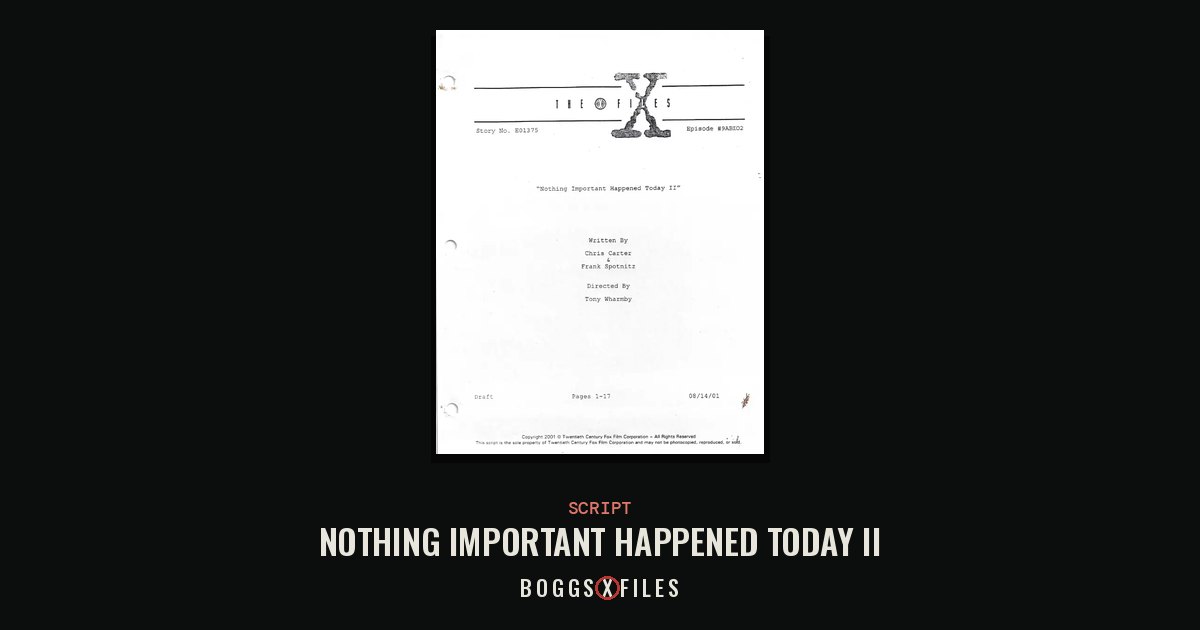 THE FILES
X
Story No. E01375
Episode #9ABX02
"Nothing Important Happened Today II"
Written By
Chris Carter
&
Frank Spotnitz
Directed By
Tony Wharmby
Draft
Pages 1-17
08/14/01
Copyright 2001 © Twentieth Century Fox Film Corporation - All Rights Reserved
This script is the sole property of Twentieth Century Fox Film Corporation and may not be photocopied, reproduced, or sold.
SCRIPT
NOTHING IMPORTANT HAPPENED TODAY II
BOGGSXFILES